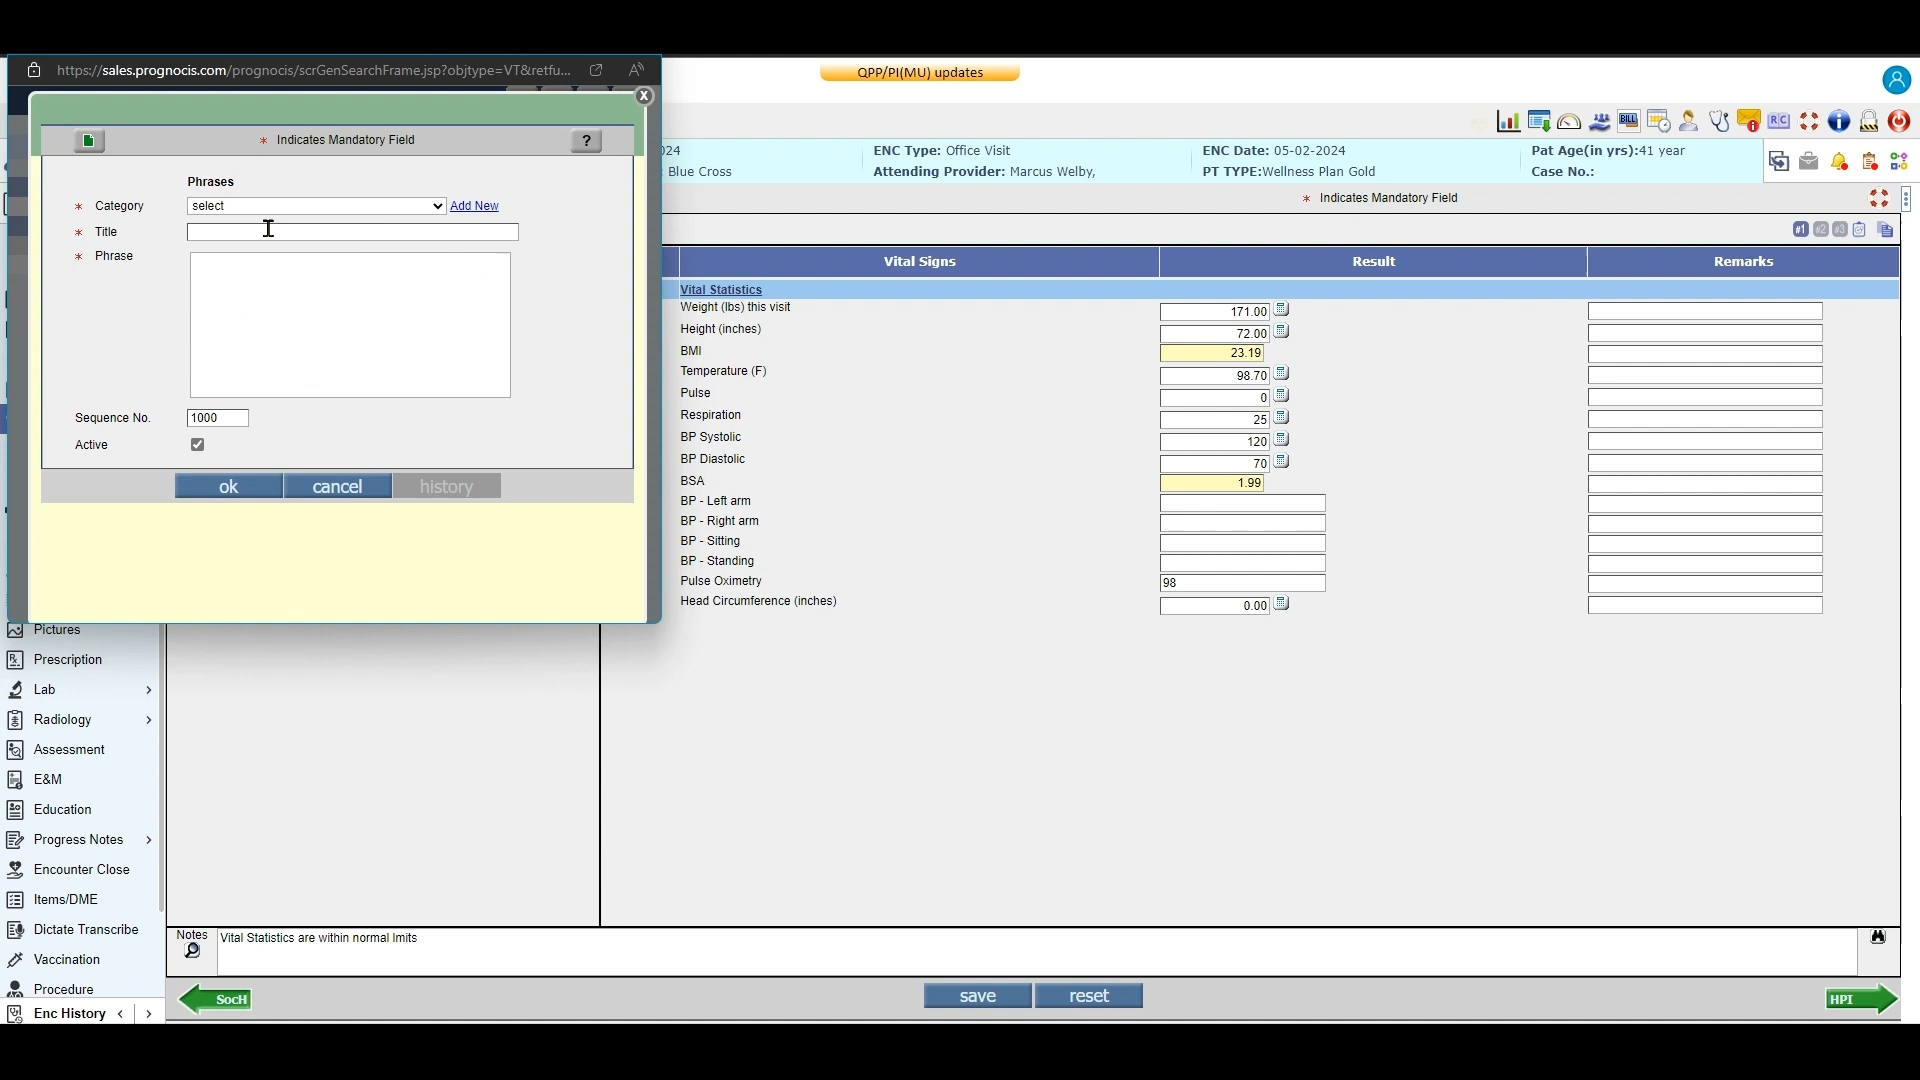 https://sales.prognocis.com/prognocis/scrGenSearchFrame.jsp?objtype=VT&retfu...
QPP/PI(MU) updates
* Indicates Mandatory Field
?
Phrases
* Category
select
Add New
* Title
* Phrase
Sequence No.
1000
Active
ok
cancel
history
24
ENC Type: Office Visit
ENC Date: 05-02-2024
Pat Age(in yrs):41 year
Blue Cross
Attending Provider: Marcus Welby,
PT TYPE:Wellness Plan Gold
Case No.:
* Indicates Mandatory Field
#1 #2 #3
Vital Signs
Result
Remarks
Vital Statistics
Weight (lbs) this visit
171.00
Height (inches)
72.00
BMI
23.19
Temperature (F)
98.70
Pulse
0
Respiration
25
BP Systolic
120
BP Diastolic
70
BSA
1.99
BP - Left arm
BP - Right arm
BP - Sitting
BP - Standing
Pulse Oximetry
98
Head Circumference (inches)
0.00
Pictures
Prescription
Lab
Radiology
Assessment
E&M
Education
Progress Notes
Encounter Close
Items/DME
Dictate Transcribe
Vaccination
Procedure
Enc History
Notes
Vital Statistics are within normal lmits
SocH
save
reset
HPI
BILL
RC